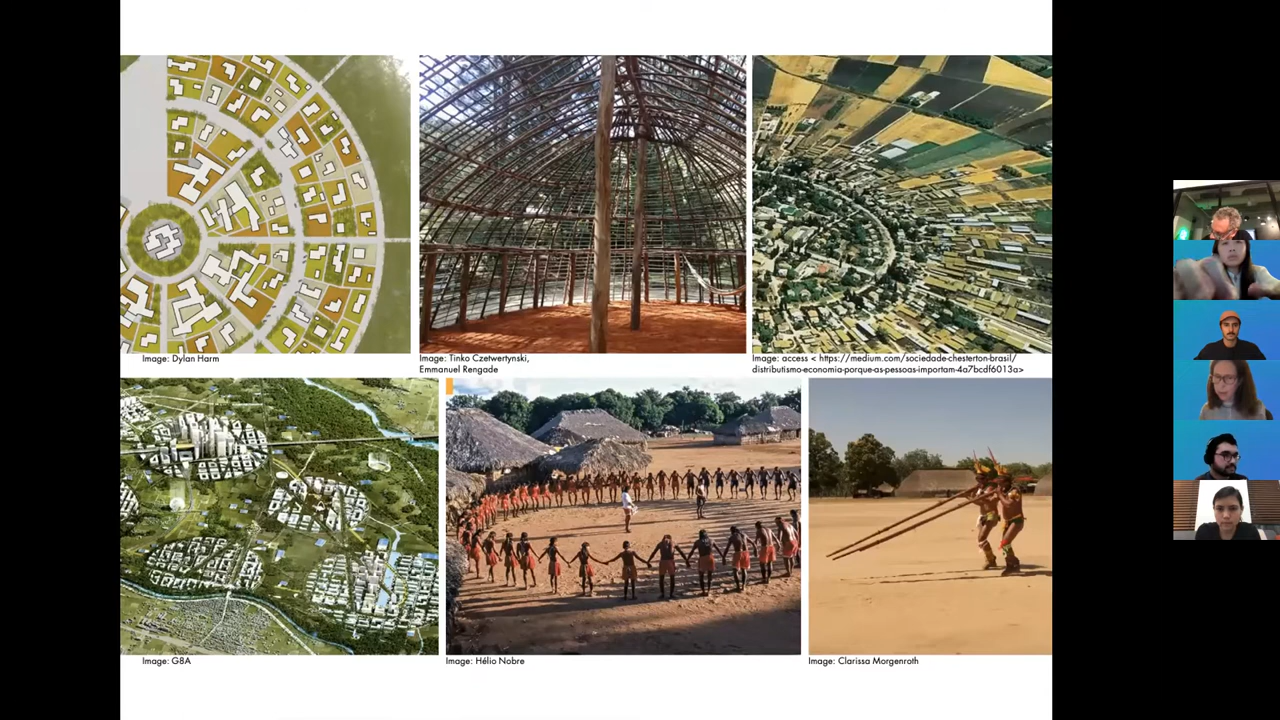 Image: Dylan Harm
Image: Tinko Czetwertynski,
Emmanuel Rengade
Image: access < https://medium.com/sociedade-chesterton-brasil/
distributismo-economia-porque-as-pessoas-importam-4a7bcdf6013a>
Image: G8A
Image: Hélio Nobre
Image: Clarissa Morgenroth